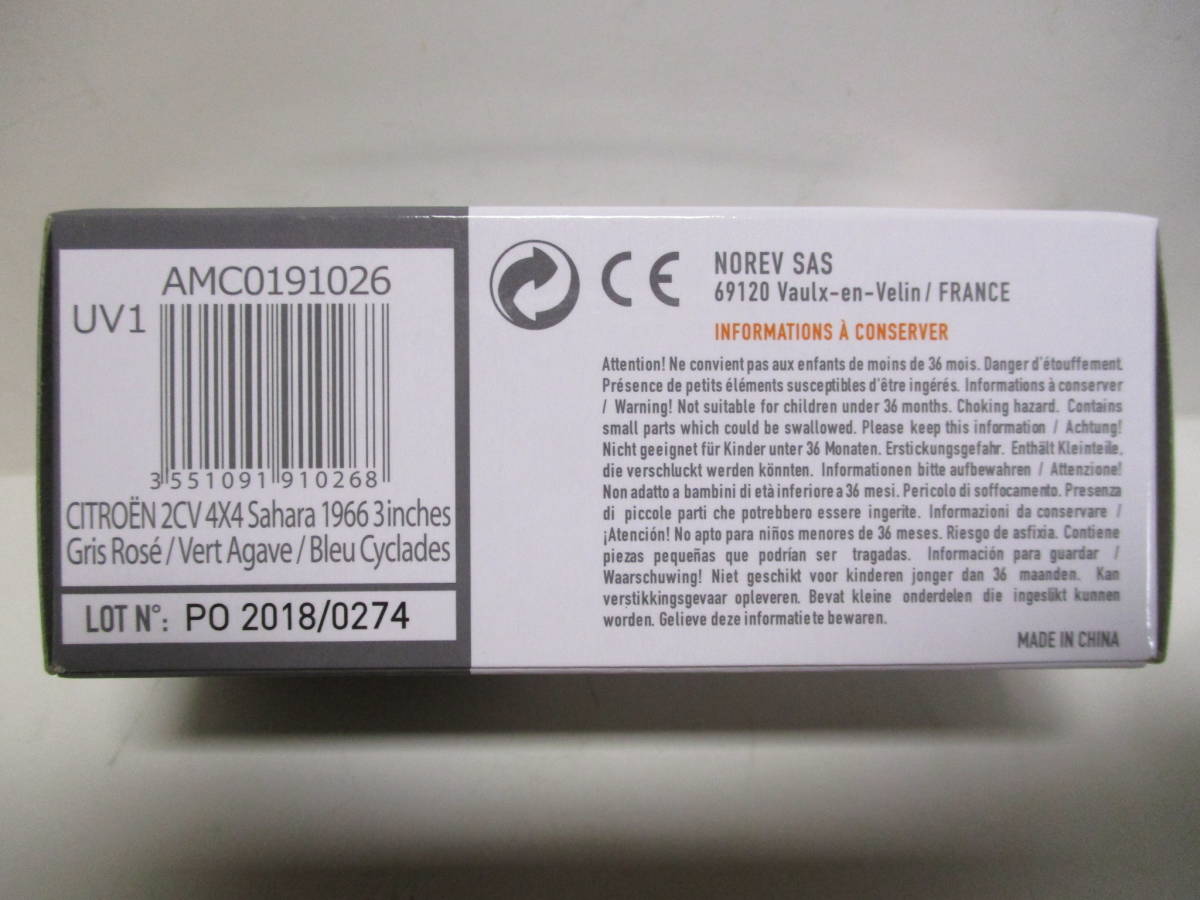 AMC0191026
UV1
3 551091 910268
CITROËN 2CV 4X4 Sahara 1966 3 inches
Gris Rosé / Vert Agave / Bleu Cyclades
LOT N°: PO 2018/0274
CE
NOREV SAS
69120 Vaulx-en-Velin / FRANCE
INFORMATIONS À CONSERVER
Attention! Ne convient pas aux enfants de moins de 36 mois. Danger d'étouffement.
Présence de petits éléments susceptibles d'être ingérés. Informations à conserver
/ Warning! Not suitable for children under 36 months. Choking hazard. Contains
small parts which could be swallowed. Please keep this information / Achtung!
Nicht geeignet für Kinder unter 36 Monaten. Erstickungsgefahr. Enthält Kleinteile,
die verschluckt werden könnten. Informationen bitte aufbewahren / Attenzione!
Non adatto a bambini di età inferiore a 36 mesi. Pericolo di soffocamento. Presenza
di piccole parti che potrebbero essere ingerite. Informazioni da conservare /
¡Atención! No apto para niños menores de 36 meses. Riesgo de asfixia. Contiene
piezas pequeñas que podrían ser tragadas. Información para guardar /
Waarschuwing! Niet geschikt voor kinderen jonger dan 36 maanden. Kan
verstikkingsgevaar opleveren. Bevat kleine onderdelen die ingeslikt kunnen
worden. Gelieve deze informatie te bewaren.
MADE IN CHINA